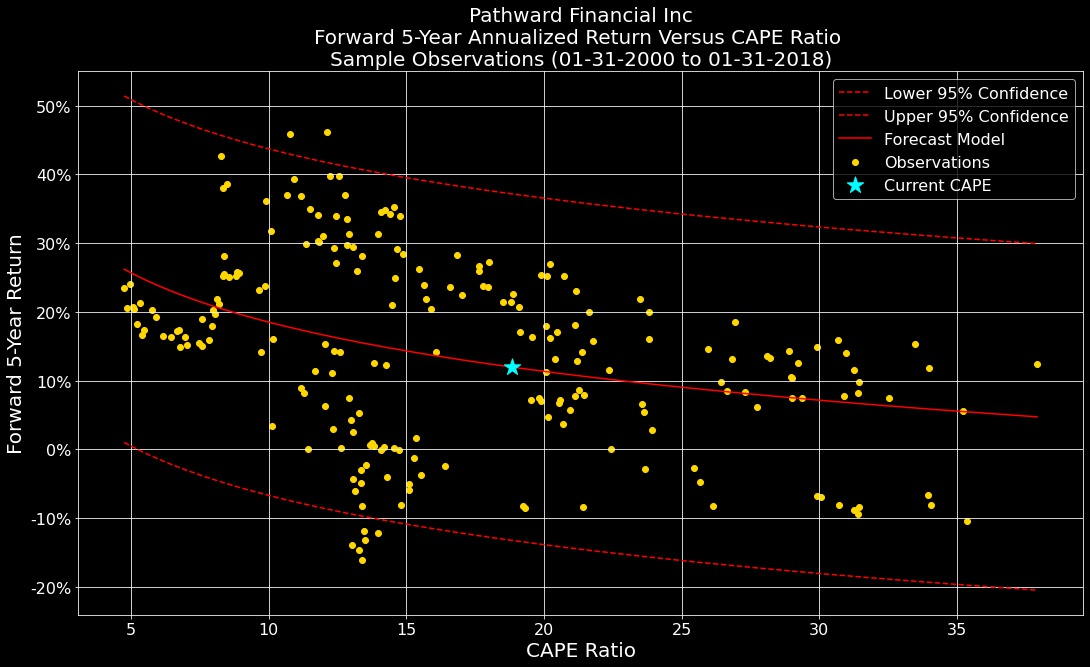 Pathward Financial Inc
Forward 5-Year Annualized Return Versus CAPE Ratio
Sample Observations (01-31-2000 to 01-31-2018)
Lower 95% Confidence
Upper 95% Confidence
Forecast Model
Observations
Current CAPE
Forward 5-Year Return
50%
40%
30%
20%
10%
0%
-10%
-20%
5 10 15 20 25 30 35
CAPE Ratio